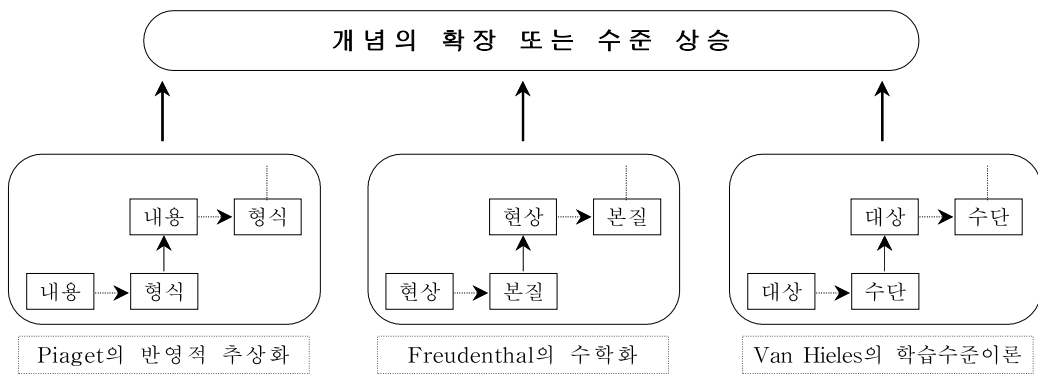 개념의 확장 또는 수준 상승
내용 형식
내용 형식
Piaget의 반영적 추상화
현상 본질
현상 본질
Freudenthal의 수학화
대상 수단
대상 수단
Van Hieles의 학습수준이론